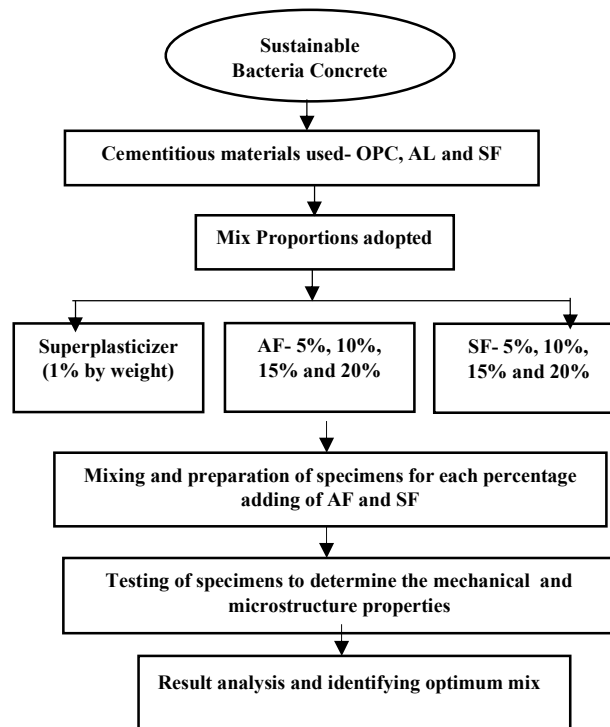 Sustainable
Bacteria Concrete
Cementitious materials used- OPC, AL and SF
Mix Proportions adopted
Superplasticizer
(1% by weight)
AF- 5%, 10%,
15% and 20%
SF- 5%, 10%,
15% and 20%
Mixing and preparation of specimens for each percentage
adding of AF and SF
Testing of specimens to determine the mechanical and
microstructure properties
Result analysis and identifying optimum mix